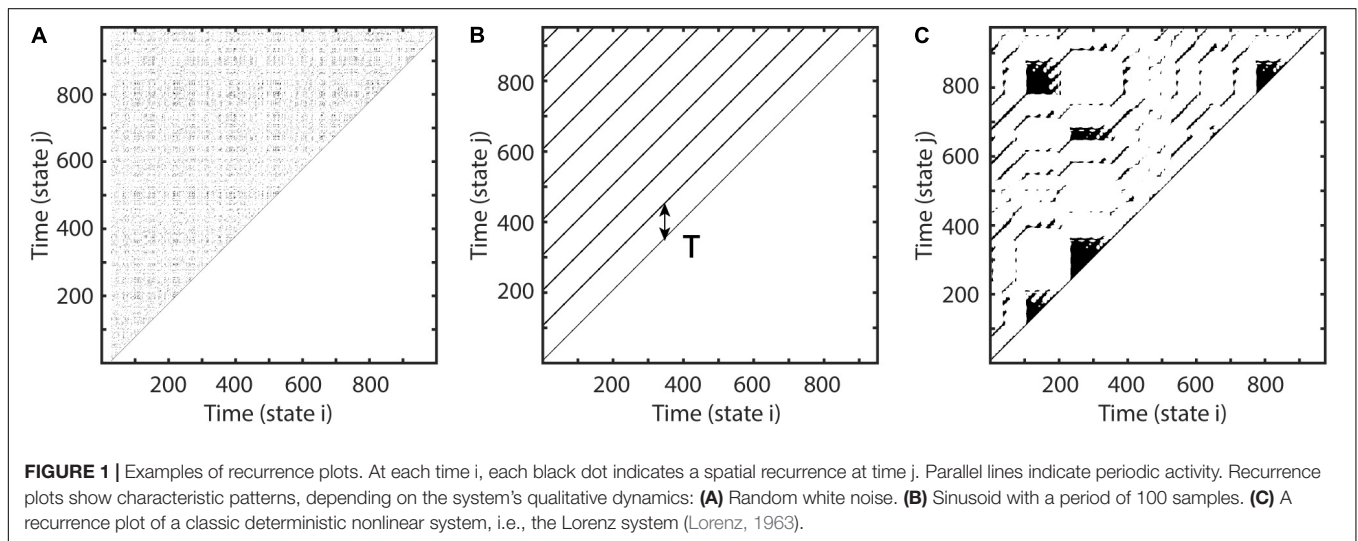 A
B
C
800
600
400
200
Time (state j)
200 400 600 800
Time (state i)
800
600
400
200
Time (state j)
T
200 400 600 800
Time (state i)
800
600
400
200
Time (state j)
200 400 600 800
Time (state i)
FIGURE 1 | Examples of recurrence plots. At each time i, each black dot indicates a spatial recurrence at time j. Parallel lines indicate periodic activity. Recurrence
plots show characteristic patterns, depending on the system's qualitative dynamics: (A) Random white noise. (B) Sinusoid with a period of 100 samples. (C) A
recurrence plot of a classic deterministic nonlinear system, i.e., the Lorenz system (Lorenz, 1963).